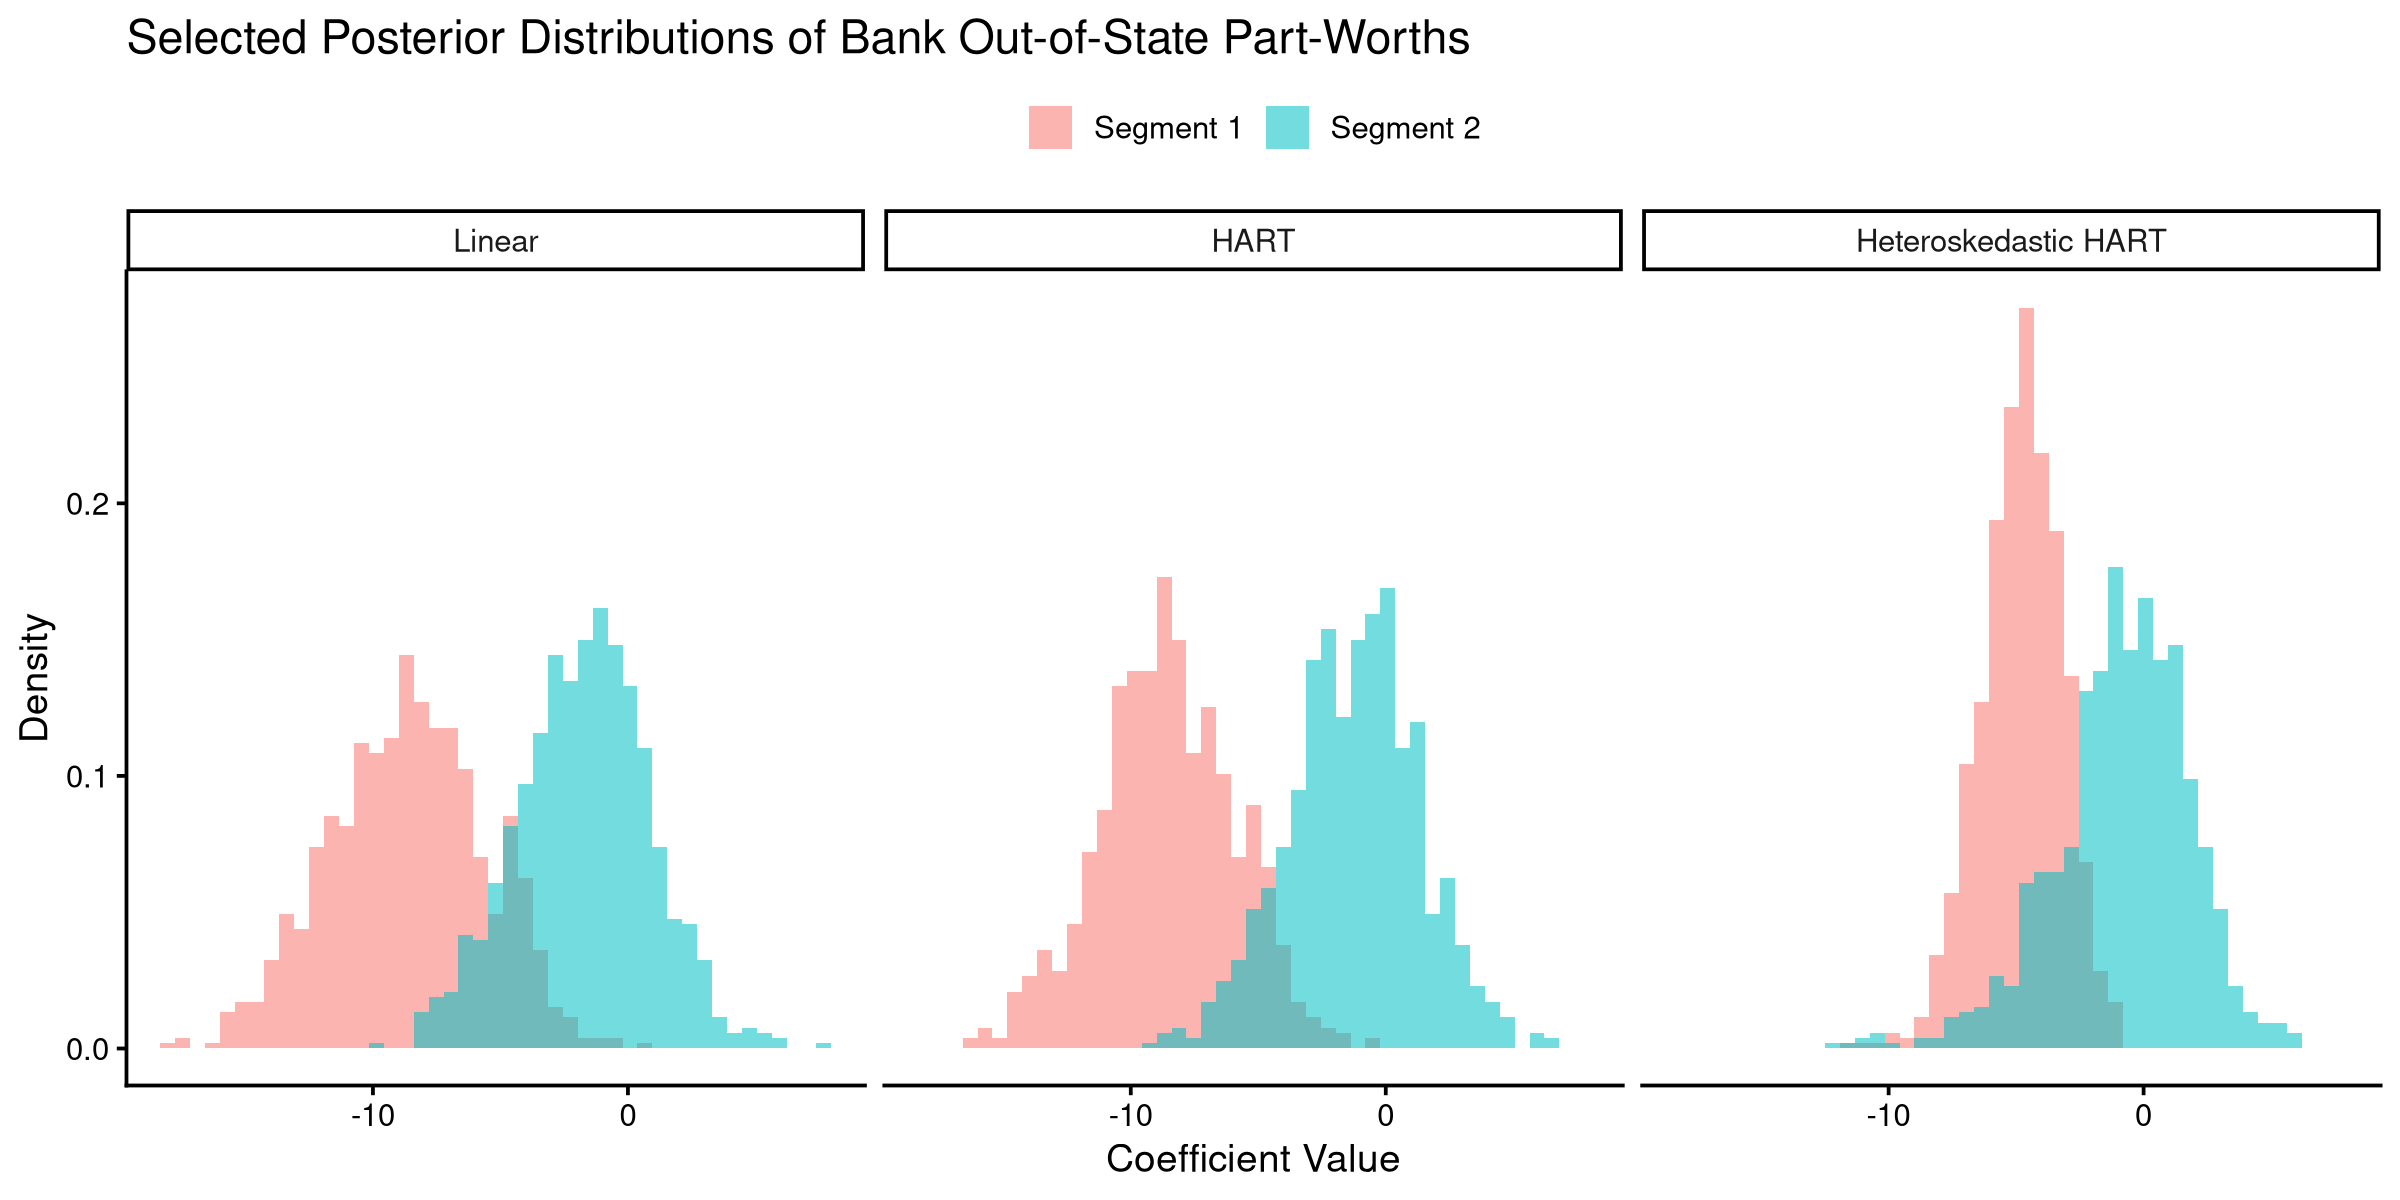 Selected Posterior Distributions of Bank Out-of-State Part-Worths
Segment 1 Segment 2
Linear HART Heteroskedastic HART
Density
0.2
0.1
0.0
-10 0 -10 0 -10 0
Coefficient Value